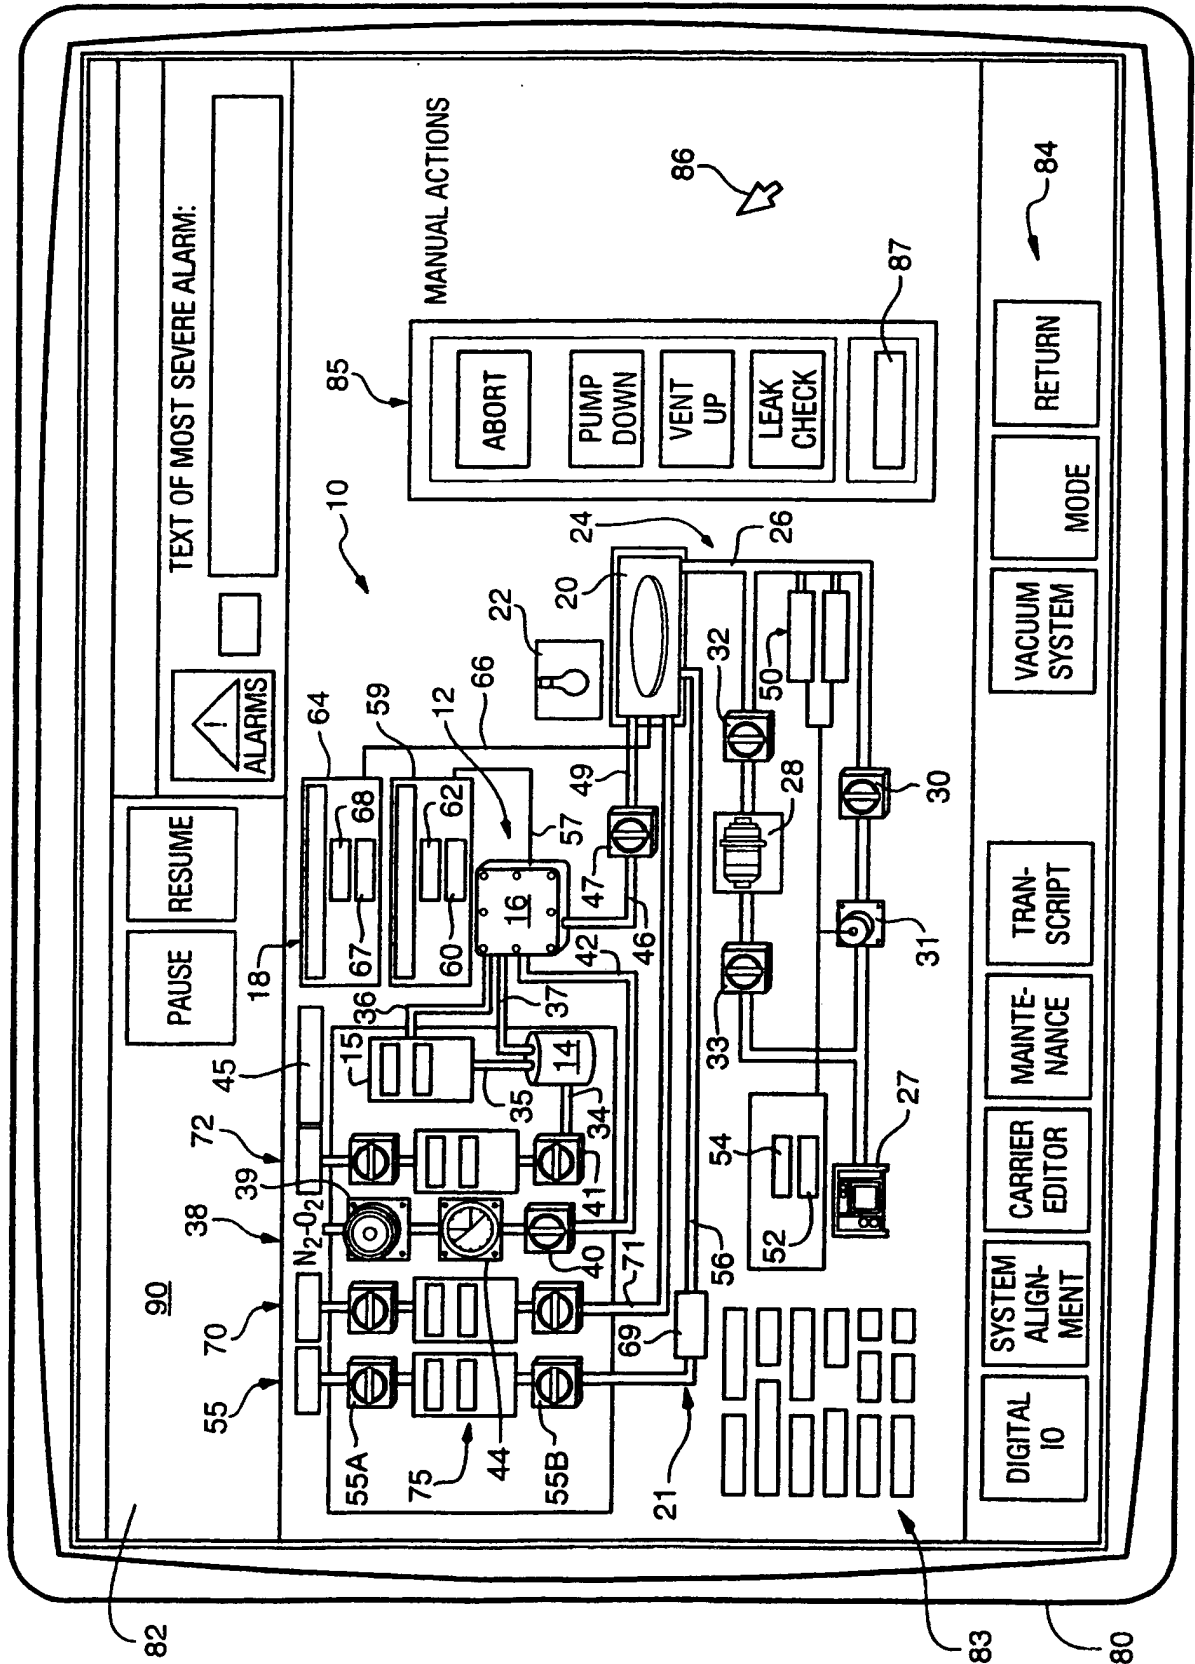 90
82
PAUSE
RESUME
ALARMS
!
TEXT OF MOST SEVERE ALARM:
55
70
38
72
45
18
64
59
N2-O2
39
68
67
62
60
66
12
10
85
MANUAL ACTIONS
55A
75
44
55B
40
41
34
35
15
14
36
37
16
57
42
46
47
49
22
20
24
26
ABORT
PUMP
DOWN
VENT
UP
LEAK
CHECK
86
87
21
69
71
56
54
52
27
33
28
32
50
31
30
83
84
DIGITAL
IO
SYSTEM
ALIGN-
MENT
CARRIER
EDITOR
MAINTE-
NANCE
TRAN-
SCRIPT
VACUUM
SYSTEM
MODE
RETURN
80